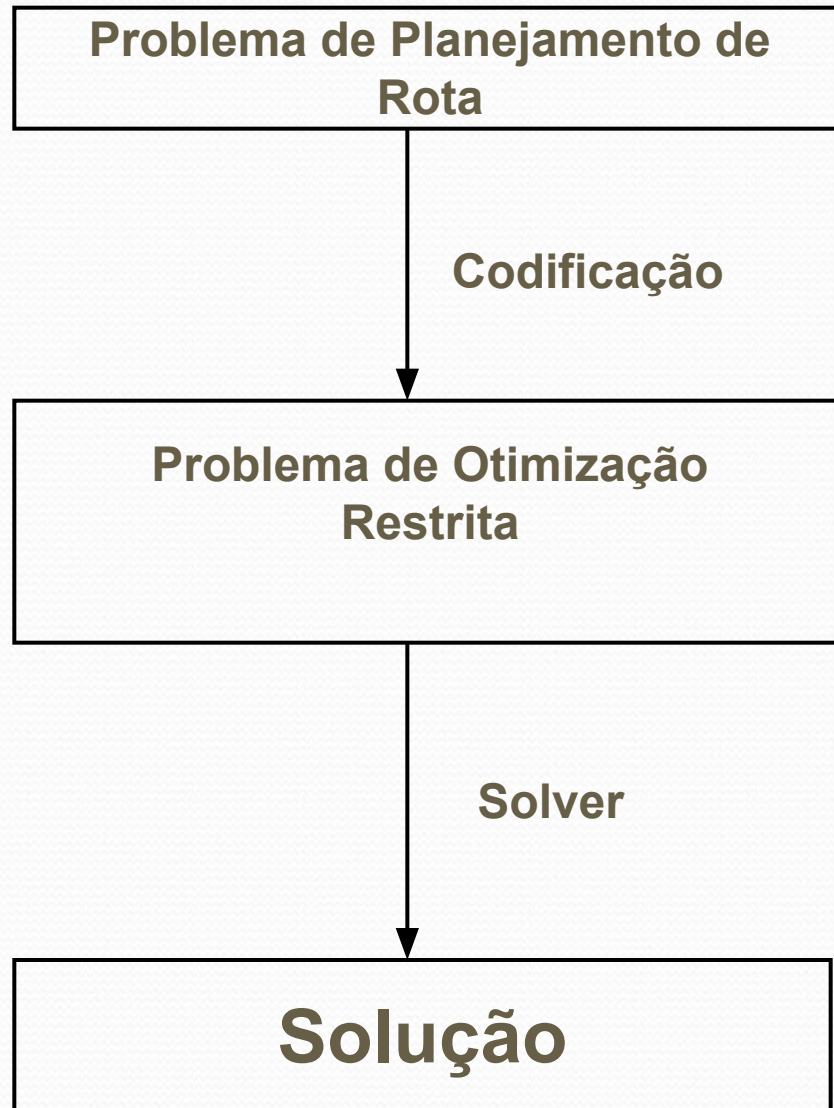 Problema de Planejamento de
Rota
Codificação
Problema de Otimização
Restrita
Solver
Solução